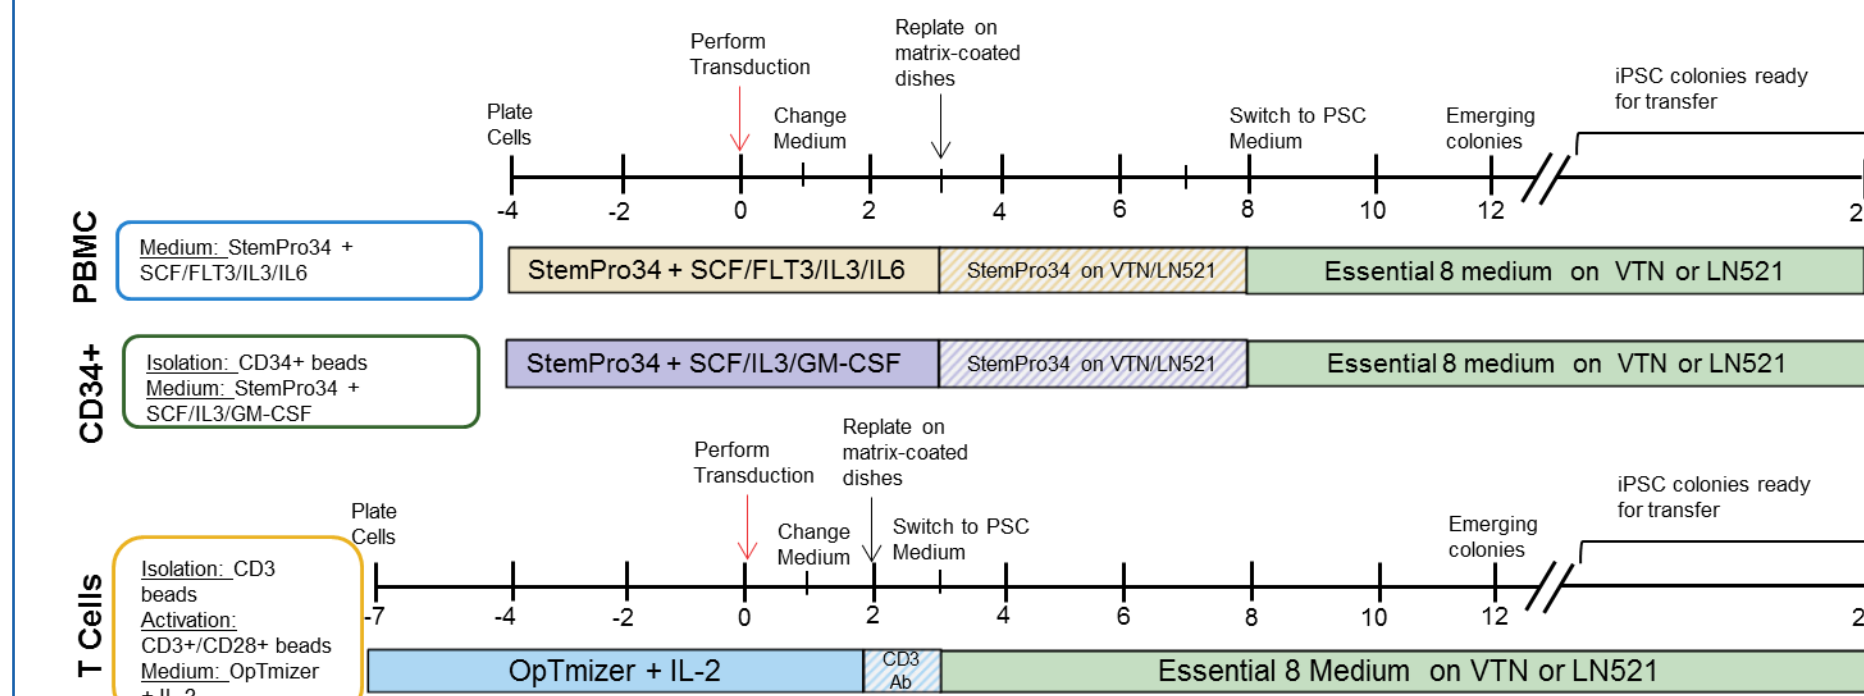 Perform
Transduction
Replate on
matrix-coated
dishes
Plate
Cells
Change
Medium
Switch to PSC
Medium
Emerging
colonies
iPSC colonies ready
for transfer
-4
-2
0
2
4
6
8
10
12
2
PBMC
Medium: StemPro34 +
SCF/FLT3/IL3/IL6
StemPro34 + SCF/FLT3/IL3/IL6
StemPro34 on VTN/LN521
Essential 8 medium on VTN or LN521
CD34+
Isolation: CD34+ beads
Medium: StemPro34 +
SCF/IL3/GM-CSF
StemPro34 + SCF/IL3/GM-CSF
StemPro34 on VTN/LN521
Essential 8 medium on VTN or LN521
Plate
Cells
Perform
Transduction
Change
Medium
Replate on
matrix-coated
dishes
Switch to PSC
Medium
Emerging
colonies
iPSC colonies ready
for transfer
-7
-4
-2
0
2
4
6
8
10
12
2
T Cells
Isolation: CD3
beads
Activation:
CD3+/CD28+ beads
Medium: OpTmizer
+ IL-2
OpTmizer + IL-2
CD3
Ab
Essential 8 Medium on VTN or LN521